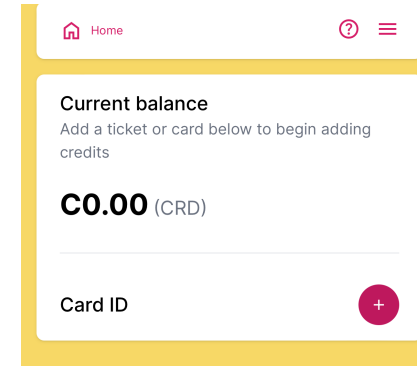 Home
Current balance
Add a ticket or card below to begin adding
credits
C0.00 (CRD)
Card ID